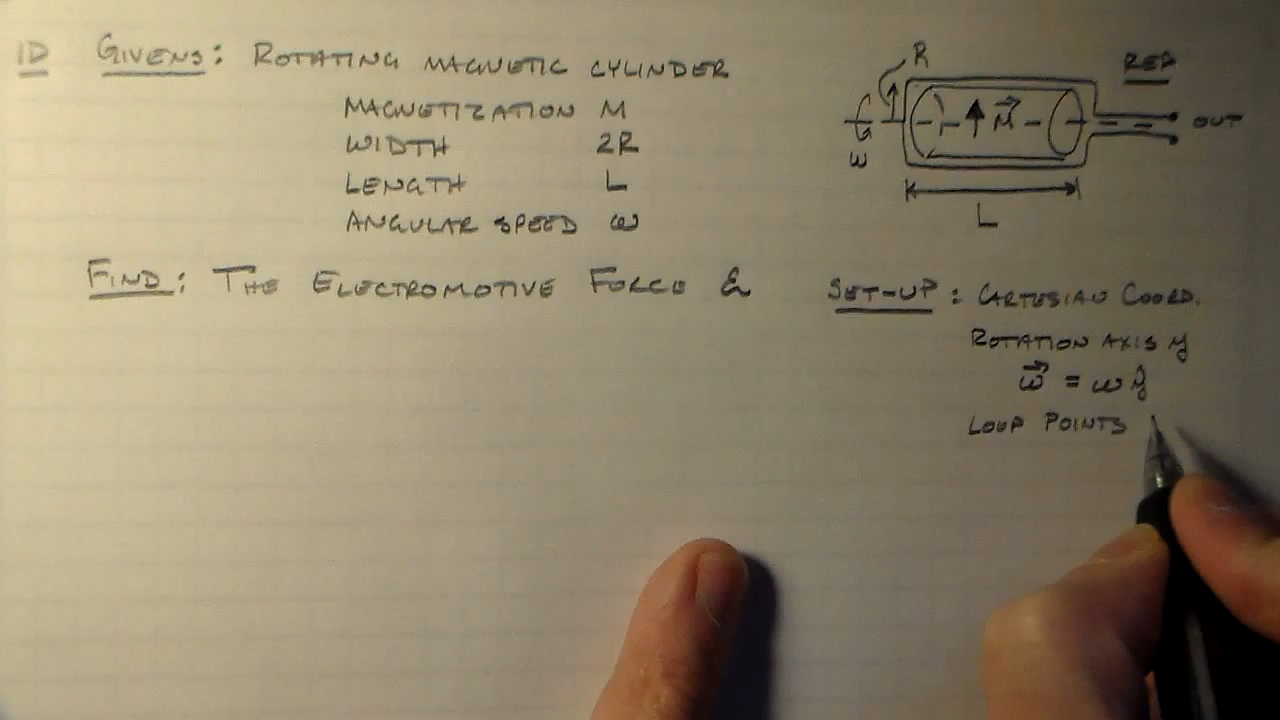 ID GIVENS: ROTATING MAGNETIC CYLINDER
MAGNETIZATION M
WIDTH 2R
LENGTH L
ANGULAR SPEED ω
R
REP
M⃗
OUT
ω
L
FIND: THE ELECTROMOTIVE FORCE &
SET-UP: CARTESIAN COORD.
ROTATION AXIS y
ω⃗ = ω ŷ
LOOP POINTS